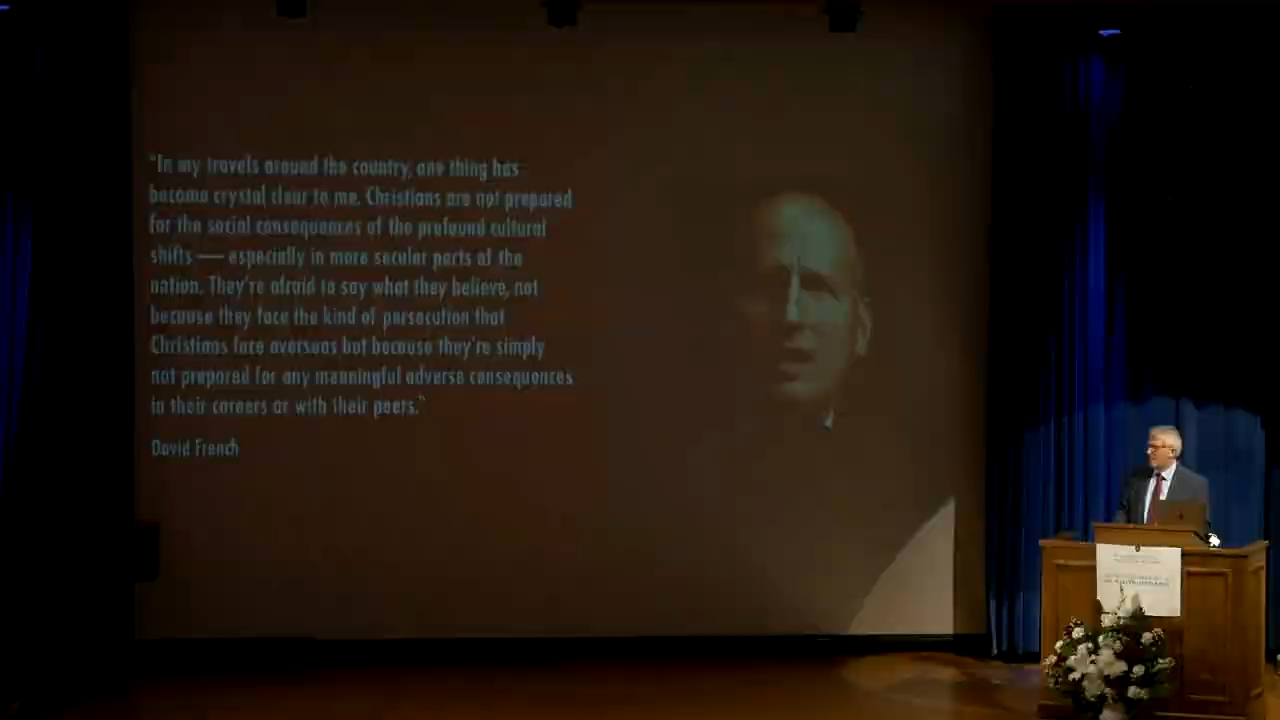 "In my travels around the country, one thing has
become crystal clear to me. Christians are not prepared
for the social consequences of the profound cultural
shifts — especially in more secular parts of the
nation. They're afraid to say what they believe, not
because they face the kind of persecution that
Christians face overseas but because they're simply
not prepared for any meaningful adverse consequences
in their careers or with their peers."
David French